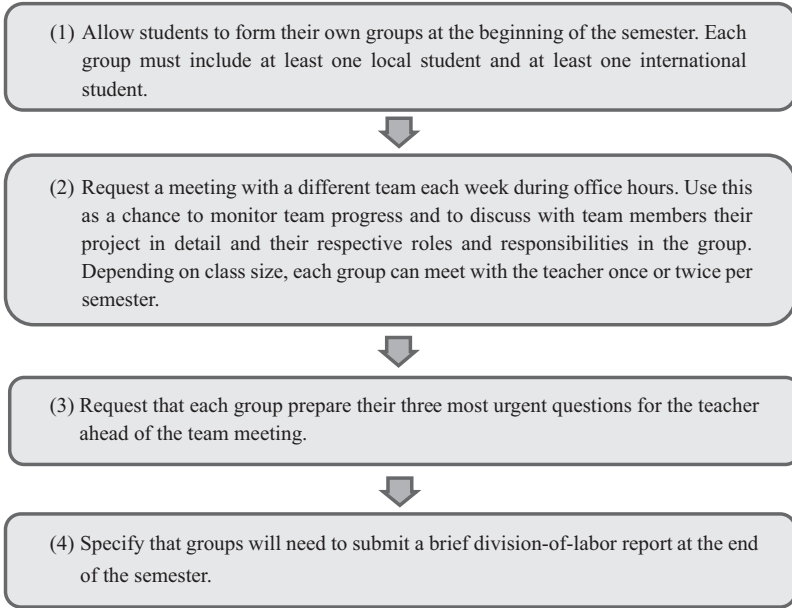 (1) Allow students to form their own groups at the beginning of the semester. Each
group must include at least one local student and at least one international
student.
(2) Request a meeting with a different team each week during office hours. Use this
as a chance to monitor team progress and to discuss with team members their
project in detail and their respective roles and responsibilities in the group.
Depending on class size, each group can meet with the teacher once or twice per
semester.
(3) Request that each group prepare their three most urgent questions for the teacher
ahead of the team meeting.
(4) Specify that groups will need to submit a brief division-of-labor report at the end
of the semester.